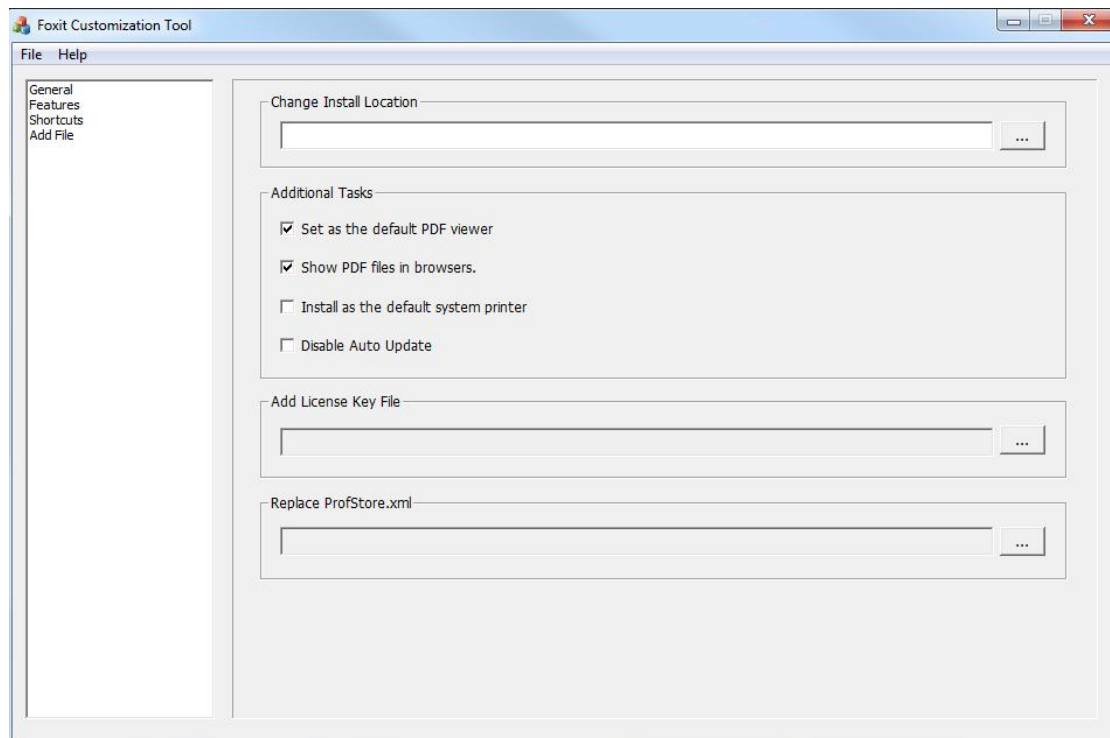 Foxit Customization Tool
File Help
General
Features
Shortcuts
Add File
Change Install Location
...
Additional Tasks
Set as the default PDF viewer
Show PDF files in browsers.
Install as the default system printer
Disable Auto Update
Add License Key File
...
Replace ProfStore.xml
...